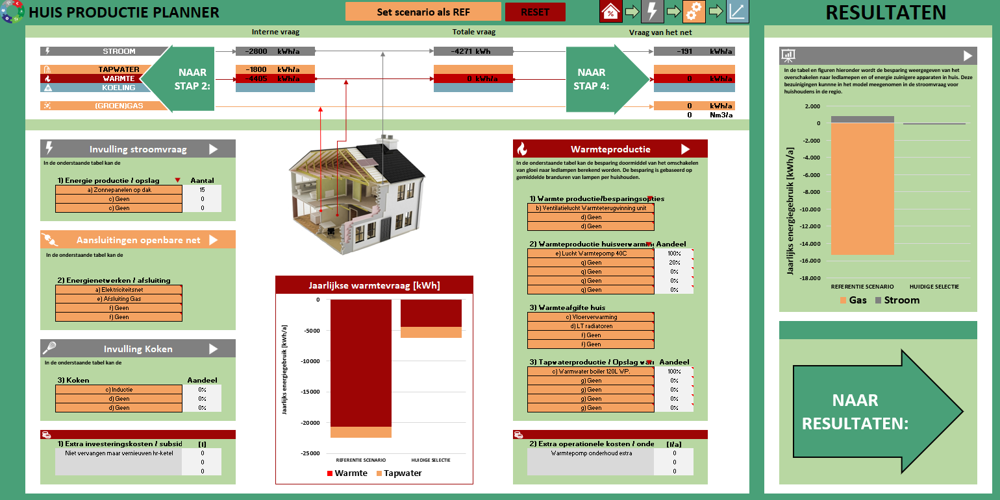 HUIS PRODUCTIE PLANNER
Set scenario als REF
RESET
%
RESULTATEN
Interne vraag
Totale vraag
Vraag van het net
STROOM
-2800 kWh/a
-4271 kWh
-191 kWh/a
TAPWATER
-1800 kWh/a
WARMTE
-4405 kWh/a
0 kWh/a
0 kWh/a
KOELING
(GROEN)GAS
0 kWh/a
0 Nm3/a
NAAR
STAP 2:
NAAR
STAP 4:
Invulling stroomvraag
In de onderstaande tabel kan de
1) Energie productie / opslag
Aantal
a) Zonnepanelen op dak
15
c) Geen
0
c) Geen
0
Aansluitingen openbare net
In de onderstaande tabel kan de
2) Energienetwerken / afsluiting
a) Elektriciteitsnet
e) Afsluiting Gas
f) Geen
f) Geen
Invulling Koken
In de onderstaande tabel kan de
3) Koken
Aandeel
c) Inductie
0%
d) Geen
0%
d) Geen
0%
1) Extra investeringskosten / subsid
[I]
Niet vervangen maar vernieuwen hr-ketel
0
0
0
Jaarlijkse warmtevraag [kWh]
Jaarlijks energiegebruik [kWh/a]
0
-5000
-10000
-15000
-20000
-25000
REFERENTIE SCENARIO
HUIDIGE SELECTIE
Warmte
Tapwater
Warmteproductie
In de onderstaande tabel kan de besparing doormiddel van het omschakelen
van gloei naar ledlampen berekend worden. De besparing is gebaseerd op
gemiddelde branduren van lampen per huishouden.
1) Warmte productie/besparingsopties
b) Ventilatielucht Warmteterugwinning unit
d) Geen
d) Geen
2) Warmteproductie huisverwarming
Aandeel
e) Lucht Warmtepomp 40C
100%
q) Geen
20%
q) Geen
0%
q) Geen
0%
q) Geen
0%
3) Warmteafgifte huis
c) Vloerverwarming
d) LT radiatoren
f) Geen
f) Geen
3) Tapwaterproductie / Opslag warm
Aandeel
c) Warmwater boiler 120L WP.
100%
g) Geen
0%
g) Geen
0%
g) Geen
0%
g) Geen
0%
2) Extra operationele kosten / onde
[I/a]
Warmtepomp onderhoud extra
0
0
0
In de tabel en figuren hieronder wordt de besparing weergegeven van het
overschakelen naar ledlampen en of energie zuinigere apparaten in huis. Deze
bezuinigingen kunnne in het model meegenomen in de stroomvraag voor
huishoudens in de regio.
Jaarlijks energiegebruik [kWh/a]
2.000
0
-2.000
-4.000
-6.000
-8.000
-10.000
-12.000
-14.000
-16.000
-18.000
REFERENTIE SCENARIO
HUIDIGE SELECTIE
Gas
Stroom
NAAR
RESULTATEN: